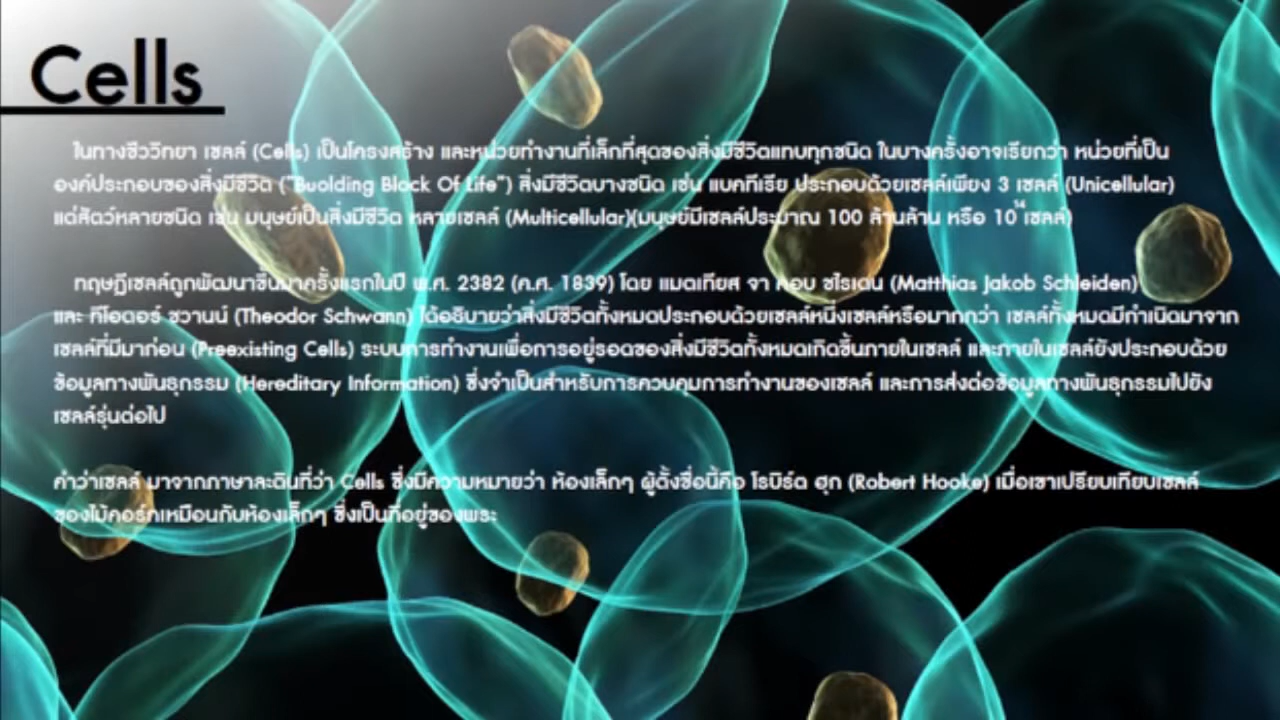 Cells
ในทางชีววิทยา เซลล์ (Cells) เป็นโครงสร้าง และหน่วยทำงานที่เล็กที่สุดของสิ่งมีชีวิตแทบทุกชนิด ในบางครั้งอาจเรียกว่า หน่วยที่เป็น
องค์ประกอบของสิ่งมีชีวิต ("Buolding Block Of Life") สิ่งมีชีวิตบางชนิด เช่น แบคทีเรีย ประกอบด้วยเซลล์เพียง 3 เซลล์ (Unicellular)
แต่สัตว์หลายชนิด เช่น มนุษย์เป็นสิ่งมีชีวิต หลายเซลล์ (Multicellular)(มนุษย์มีเซลล์ประมาณ 100 ล้านล้าน หรือ 10¹⁴เซลล์)
ทฤษฎีเซลล์ถูกพัฒนาขึ้นมาครั้งแรกในปี พ.ศ. 2382 (ค.ศ. 1839) โดย แมตเทียส จา คอบ ชไรเดน (Matthias Jakob Schleiden)
และ ทีโอดอร์ ชวานน์ (Theodor Schwann) ได้อธิบายว่าสิ่งมีชีวิตทั้งหมดประกอบด้วยเซลล์หนึ่งเซลล์หรือมากกว่า เซลล์ทั้งหมดมีกำเนิดมาจาก
เซลล์ที่มีมาก่อน (Preexisting Cells) ระบบการทำงานเพื่อการอยู่รอดของสิ่งมีชีวิตทั้งหมดเกิดขึ้นภายในเซลล์ และภายในเซลล์ยังประกอบด้วย
ข้อมูลทางพันธุกรรม (Hereditary Information) ซึ่งจำเป็นสำหรับการควบคุมการทำงานของเซลล์ และการส่งต่อข้อมูลทางพันธุกรรมไปยัง
เซลล์รุ่นต่อไป
คำว่าเซลล์ มาจากภาษาละตินที่ว่า Cells ซึ่งมีความหมายว่า ห้องเล็กๆ ผู้ตั้งชื่อนี้คือ โรบิร์ต ฮุก (Robert Hooke) เมื่อเขาเปรียบเทียบเซลล์
ของไม้คอร์กเหมือนกับห้องเล็กๆ ซึ่งเป็นที่อยู่ของพระ